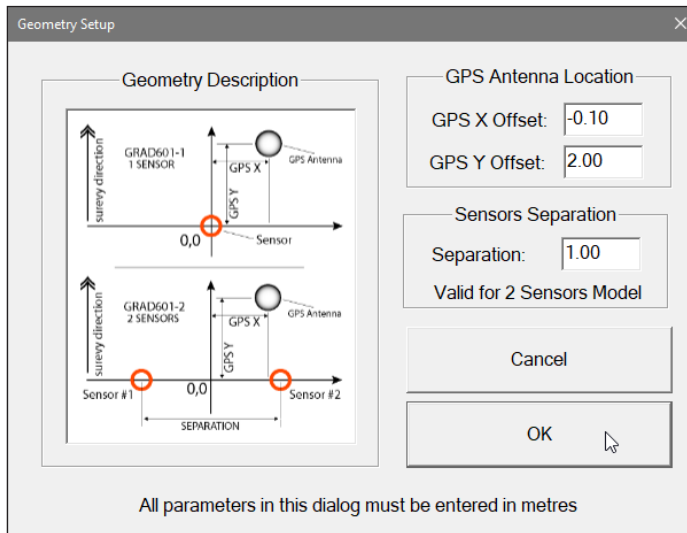 Geometry Setup
Geometry Description
surevy direction
GRAD601-1
1 SENSOR
GPS Antenna
GPS X
GPS Y
0,0
Sensor
surevy direction
GRAD601-2
2 SENSORS
GPS Antenna
GPS X
GPS Y
0,0
Sensor #1
Sensor #2
SEPARATION
GPS Antenna Location
GPS X Offset: -0.10
GPS Y Offset: 2.00
Sensors Separation
Separation: 1.00
Valid for 2 Sensors Model
Cancel
OK
All parameters in this dialog must be entered in metres